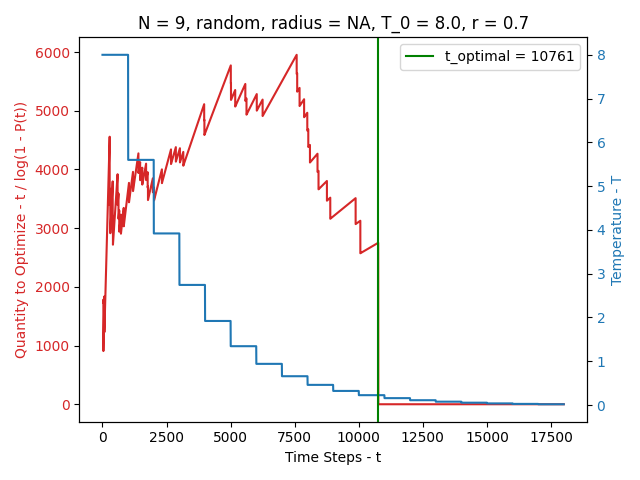 N = 9, random, radius = NA, T_0 = 8.0, r = 0.7
t_optimal = 10761
Quantity to Optimize - t / log(1 - P(t))
6000
5000
4000
3000
2000
1000
0
8
7
6
5
4
3
2
1
0
Temperature - T
0 2500 5000 7500 10000 12500 15000 17500
Time Steps - t